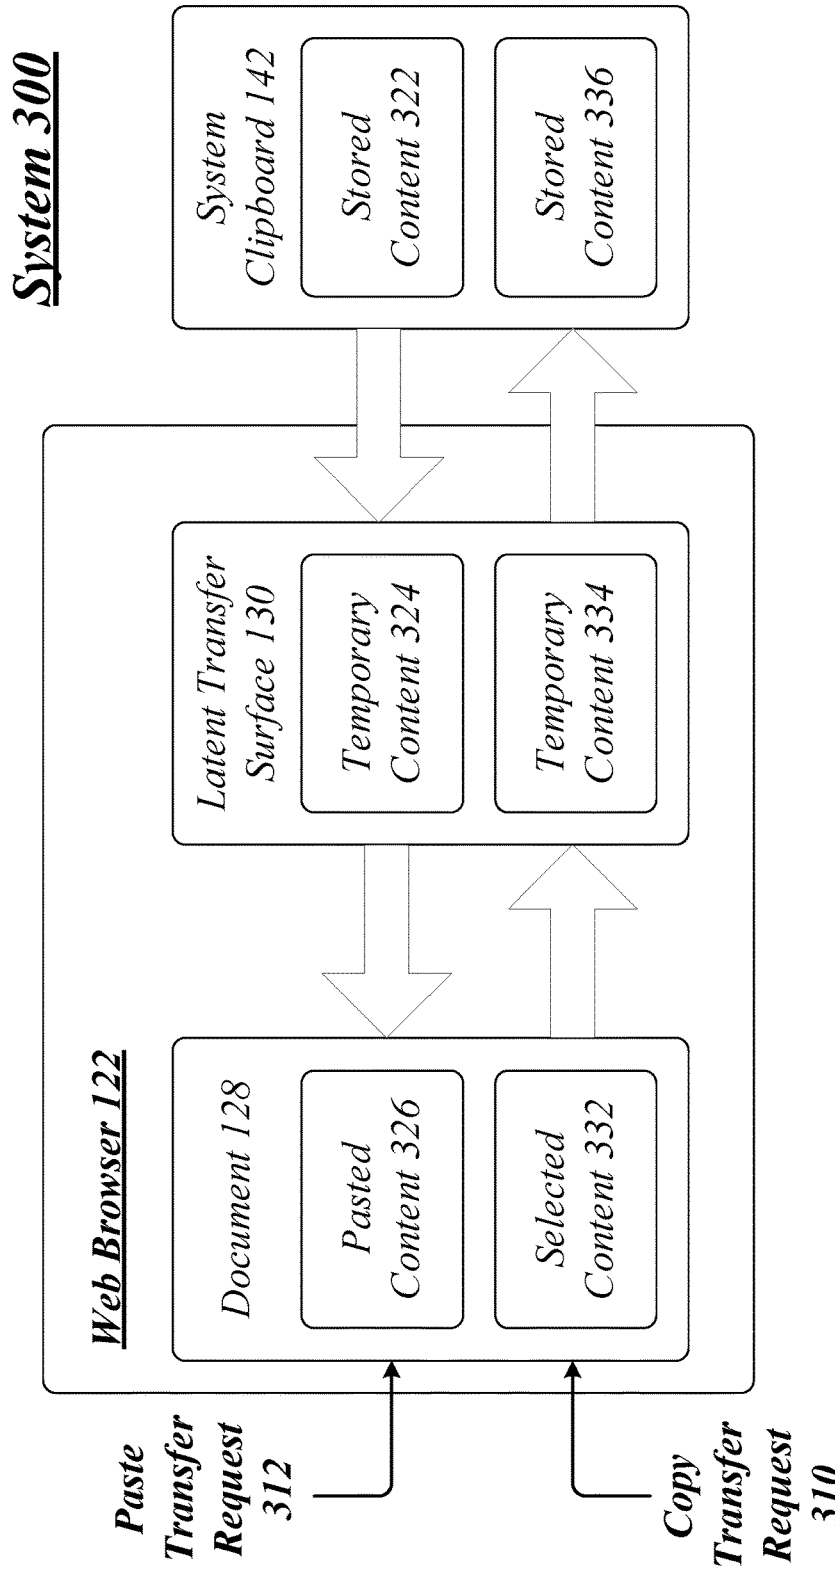 System 300
Web Browser 122
Paste
Transfer
Request
312
Document 128
Pasted
Content 326
Selected
Content 332
Latent Transfer
Surface 130
Temporary
Content 324
Temporary
Content 334
System
Clipboard 142
Stored
Content 322
Stored
Content 336
Copy
Transfer
Request
310